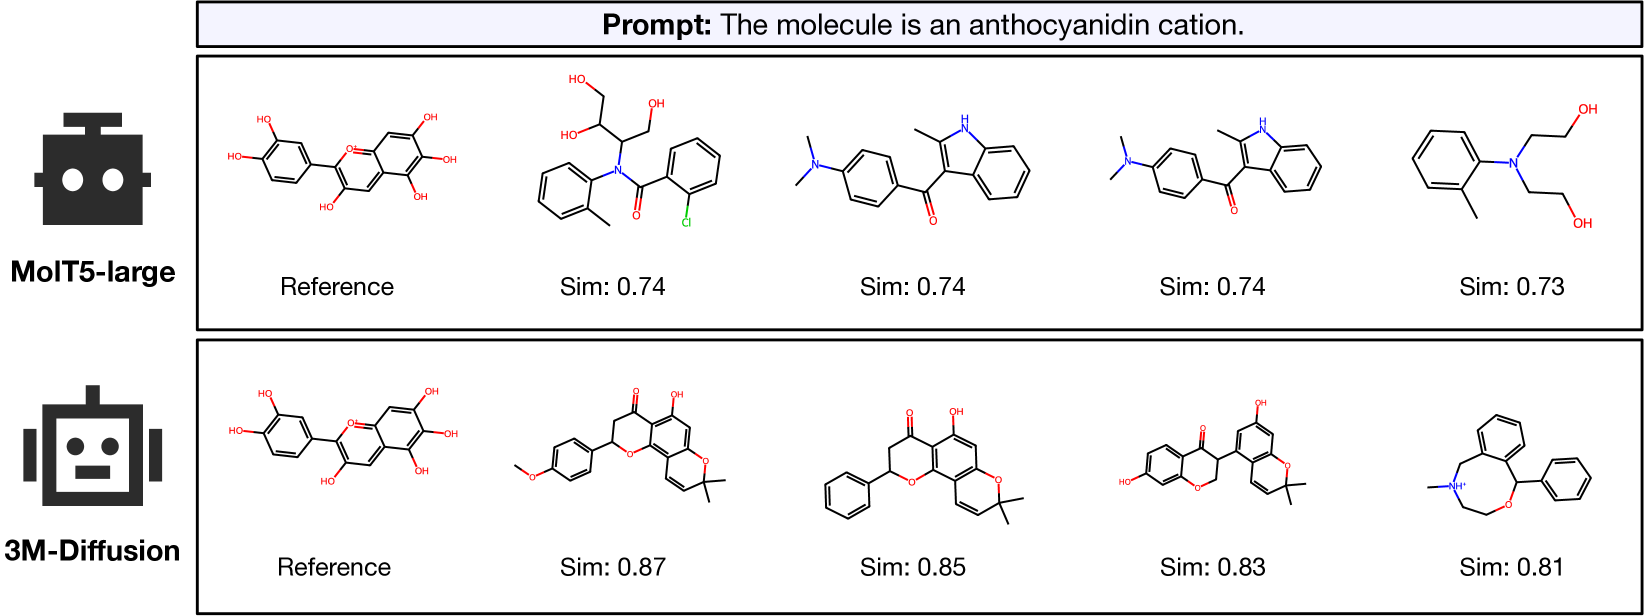 Prompt: The molecule is an anthocyanidin cation.
MolT5-large
HO
HO
O+
OH
OH
OH
HO
Reference
HO
HO
OH
N
O
Cl
Sim: 0.74
N
H
N
O
Sim: 0.74
N
H
N
O
Sim: 0.74
OH
N
OH
Sim: 0.73
3M-Diffusion
HO
HO
O+
OH
OH
OH
HO
Reference
O
OH
O
O
O
Sim: 0.87
O
OH
O
O
Sim: 0.85
OH
O
HO
O
O
Sim: 0.83
NH+
O
Sim: 0.81